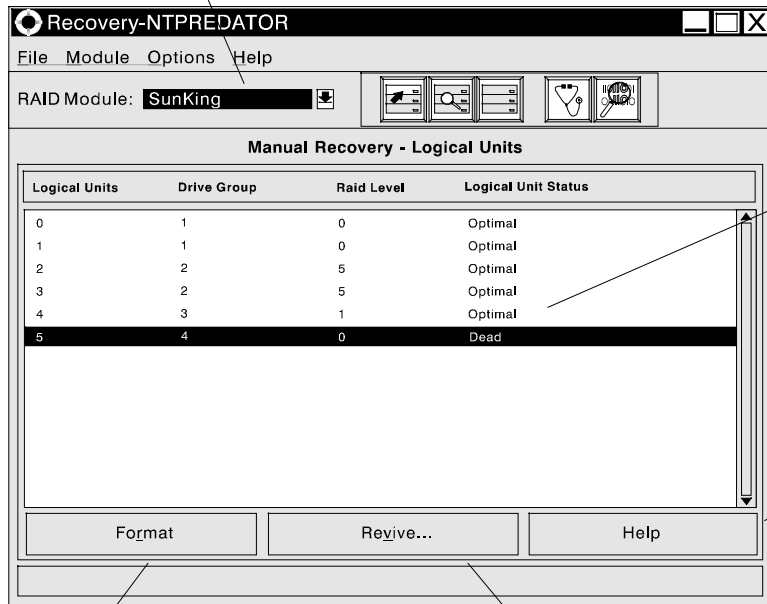 Recovery-NTPREDATOR
File Module Options Help
RAID Module: SunKing
Manual Recovery - Logical Units
Logical Units Drive Group Raid Level Logical Unit Status
0 1 0 Optimal
1 1 0 Optimal
2 2 5 Optimal
3 2 5 Optimal
4 3 1 Optimal
5 4 0 Dead
Format Revive... Help